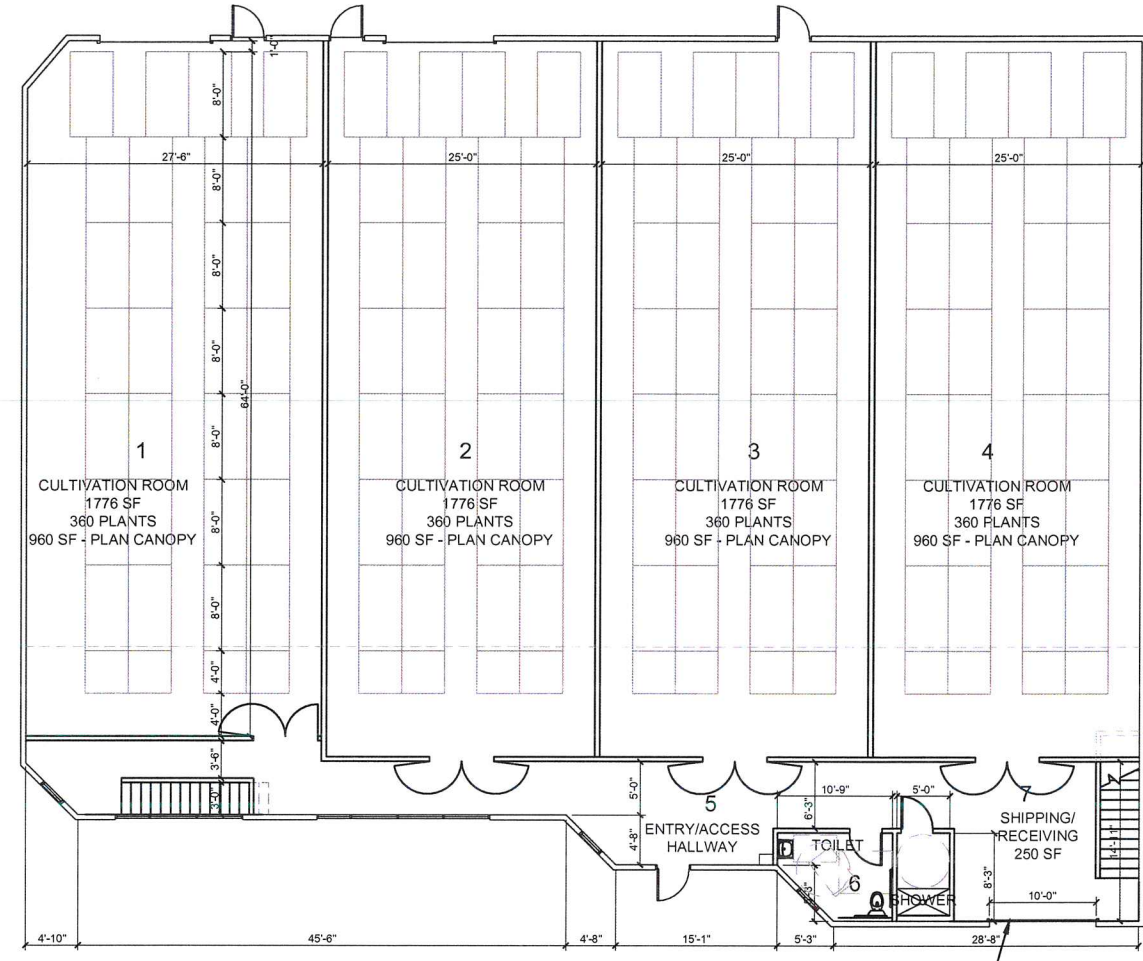 1'-0"
8'-0"
27'-6"
25'-0"
25'-0"
25'-0"
8'-0"
8'-0"
8'-0"
64'-0"
8'-0"
1
CULTIVATION ROOM
1776 SF
360 PLANTS
960 SF - PLAN CANOPY
2
CULTIVATION ROOM
1776 SF
360 PLANTS
960 SF - PLAN CANOPY
3
CULTIVATION ROOM
1776 SF
360 PLANTS
960 SF - PLAN CANOPY
4
CULTIVATION ROOM
1776 SF
360 PLANTS
960 SF - PLAN CANOPY
8'-0"
8'-0"
4'-0"
4'-0"
3'-6"
3'-0"
5'-0"
4'-8"
5
ENTRY/ACCESS
HALLWAY
6'-3"
10'-9"
5'-0"
TOILET
6
SHOWER
7
SHIPPING/
RECEIVING
250 SF
14'-11"
8'-3"
10'-0"
4'-10"
45'-6"
4'-8"
15'-1"
5'-3"
28'-8"